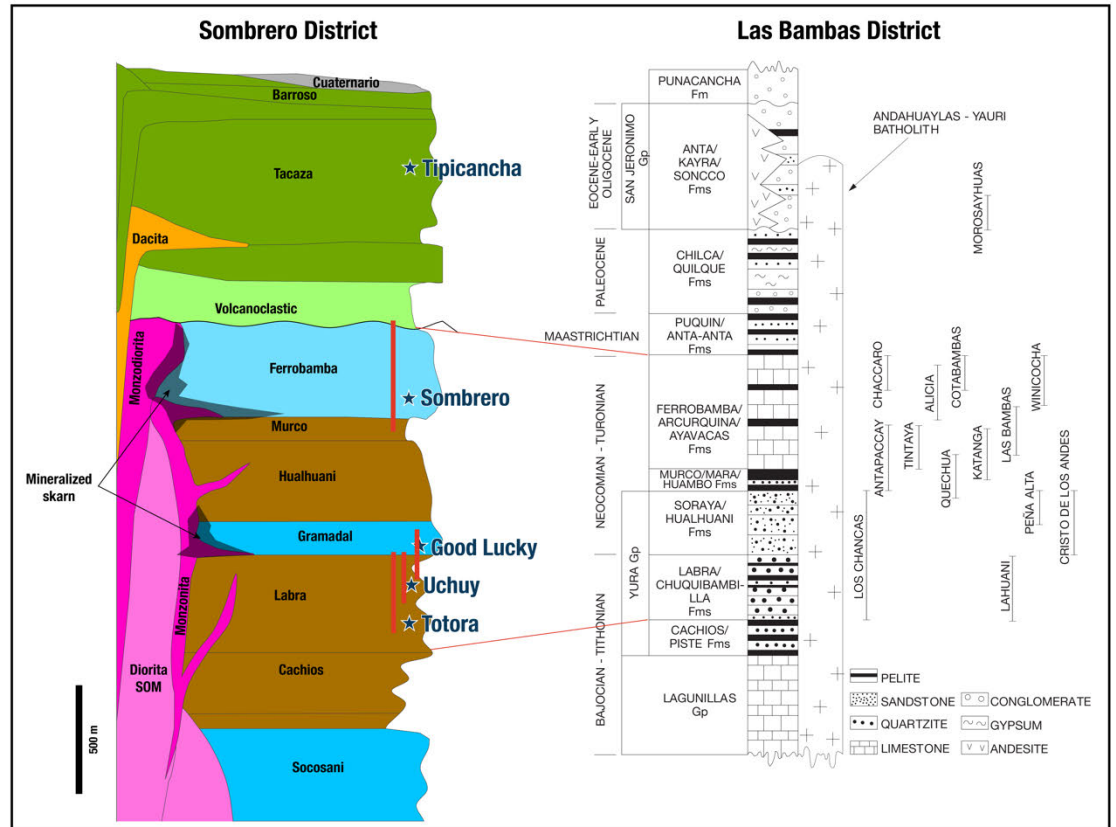 Sombrero District
Cuaternario
Barroso
Tacaza
Tipicancha
Dacita
Volcanoclastic
Monzodiorita
Ferrobamba
Sombrero
Murco
Mineralized
skarn
Hualhuani
Gramadal
Good Lucky
Uchuy
Monzonita
Labra
Totora
Diorita
SOM
Cachios
500 m
Socosani
Las Bambas District
PUNACANCHA
Fm
ANDAHUAYLAS - YAURI
BATHOLITH
EOCENE-EARLY
OLIGOCENE
SAN JERONIMO
Gp
ANTA/
KAYRA/
SONCCO
Fms
MOROSAYHUAS
PALEOCENE
CHILCA/
QUILQUE
Fms
MAASTRICHTIAN
PUQUIN/
ANTA-ANTA
Fms
NEOCOMIAN - TURONIAN
FERROBAMBA/
ARCURQUINA/
AYAVACAS
Fms
CHACCARO
ALICIA
COTABAMBAS
WINICOCHA
ANTAPACCAY
TINTAYA
QUECHUA
KATANGA
LAS BAMBAS
PEÑA ALTA
CRISTO DE LOS ANDES
MURCO/MARA/
HUAMBO Fms
YURA Gp
SORAYA/
HUALHUANI
Fms
LOS CHANCAS
LAHUANI
BAJOCIAN - TITHONIAN
LABRA/
CHUQUIBAMBI-
LLA
Fms
CACHIOS/
PISTE Fms
LAGUNILLAS
Gp
PELITE
SANDSTONE
CONGLOMERATE
QUARTZITE
GYPSUM
LIMESTONE
ANDESITE